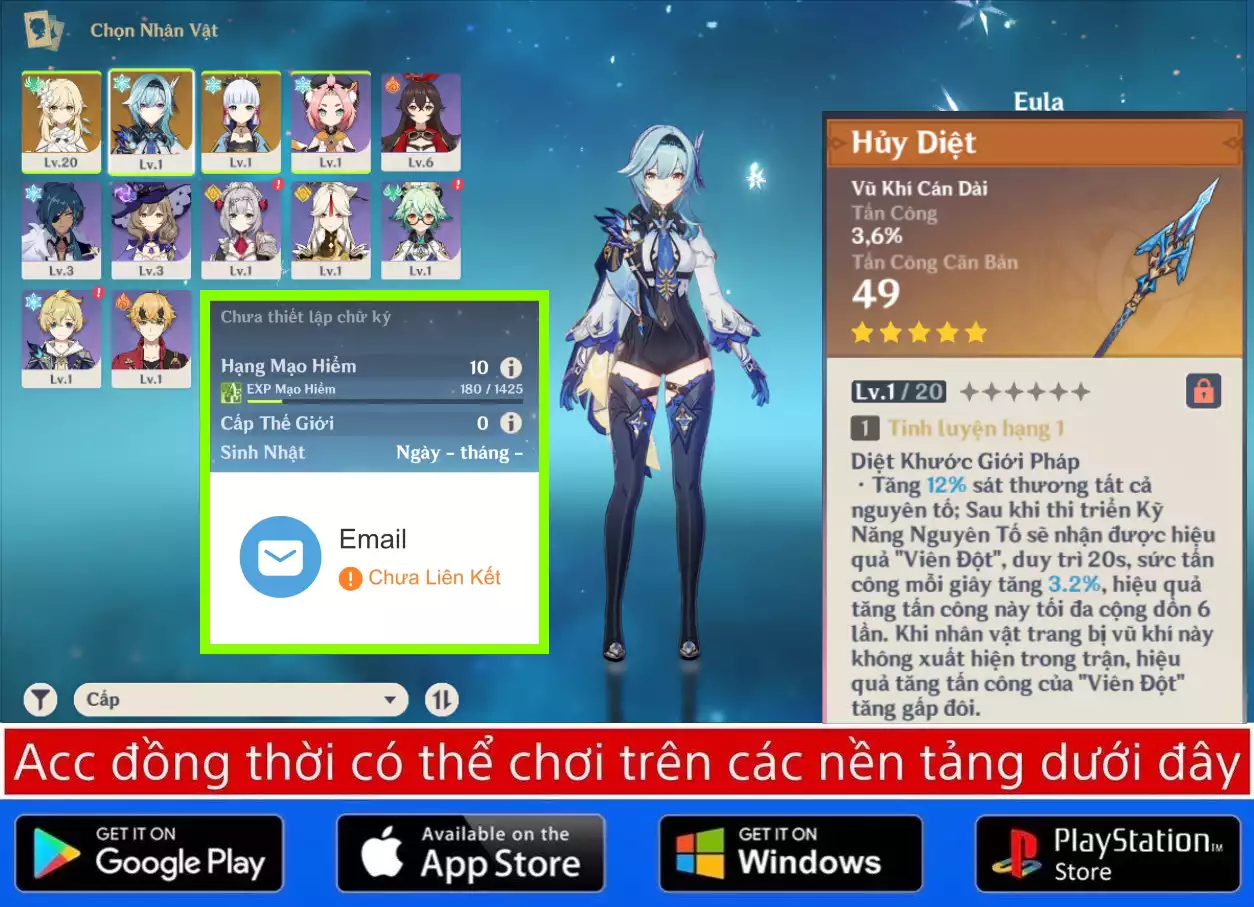 Chọn Nhân Vật
Lv.20
Lv.1
Lv.1
Lv.1
Lv.6
Lv.3
Lv.3
Lv.1
Lv.1
Lv.1
Lv.1
Lv.1
Chưa thiết lập chữ ký
Hạng Mạo Hiểm 10
EXP Mạo Hiểm 180 / 1425
Cấp Thế Giới 0
Sinh Nhật Ngày - tháng -
Email
Chưa Liên Kết
Cấp
Eula
Hủy Diệt
Vũ Khí Cán Dài
Tấn Công
3,6%
Tấn Công Căn Bản
49
Lv.1 / 20
1 Tinh luyện hạng 1
Diệt Khước Giới Pháp
· Tăng 12% sát thương tất cả
nguyên tố; Sau khi thi triển Kỹ
Năng Nguyên Tố sẽ nhận được hiệu
quả "Viên Đột", duy trì 20s, sức tấn
công mỗi giây tăng 3.2%, hiệu quả
tăng tấn công này tối đa cộng dồn 6
lần. Khi nhân vật trang bị vũ khí này
không xuất hiện trong trận, hiệu
quả tăng tấn công của "Viên Đột"
tăng gấp đôi.
Acc đồng thời có thể chơi trên các nền tảng dưới đây
GET IT ON
Google Play
Available on the
App Store
GET IT ON
Windows
PlayStation™
Store